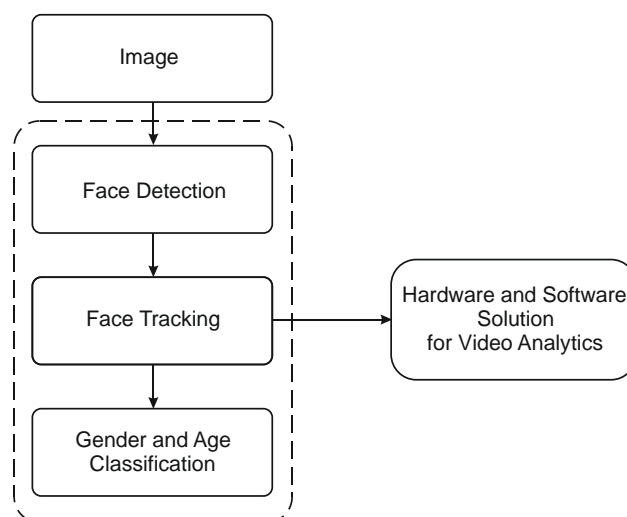 Image
Face Detection
Face Tracking
Hardware and Software
Solution
for Video Analytics
Gender and Age
Classification